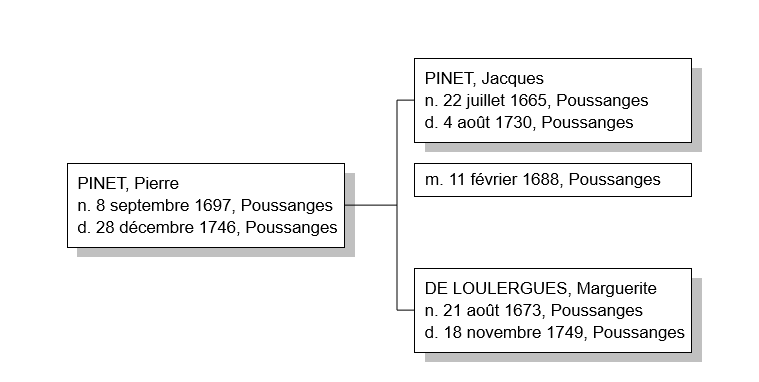 PINET, Jacques
n. 22 juillet 1665, Poussanges
d. 4 août 1730, Poussanges
m. 11 février 1688, Poussanges
PINET, Pierre
n. 8 septembre 1697, Poussanges
d. 28 décembre 1746, Poussanges
DE LOULERGUES, Marguerite
n. 21 août 1673, Poussanges
d. 18 novembre 1749, Poussanges